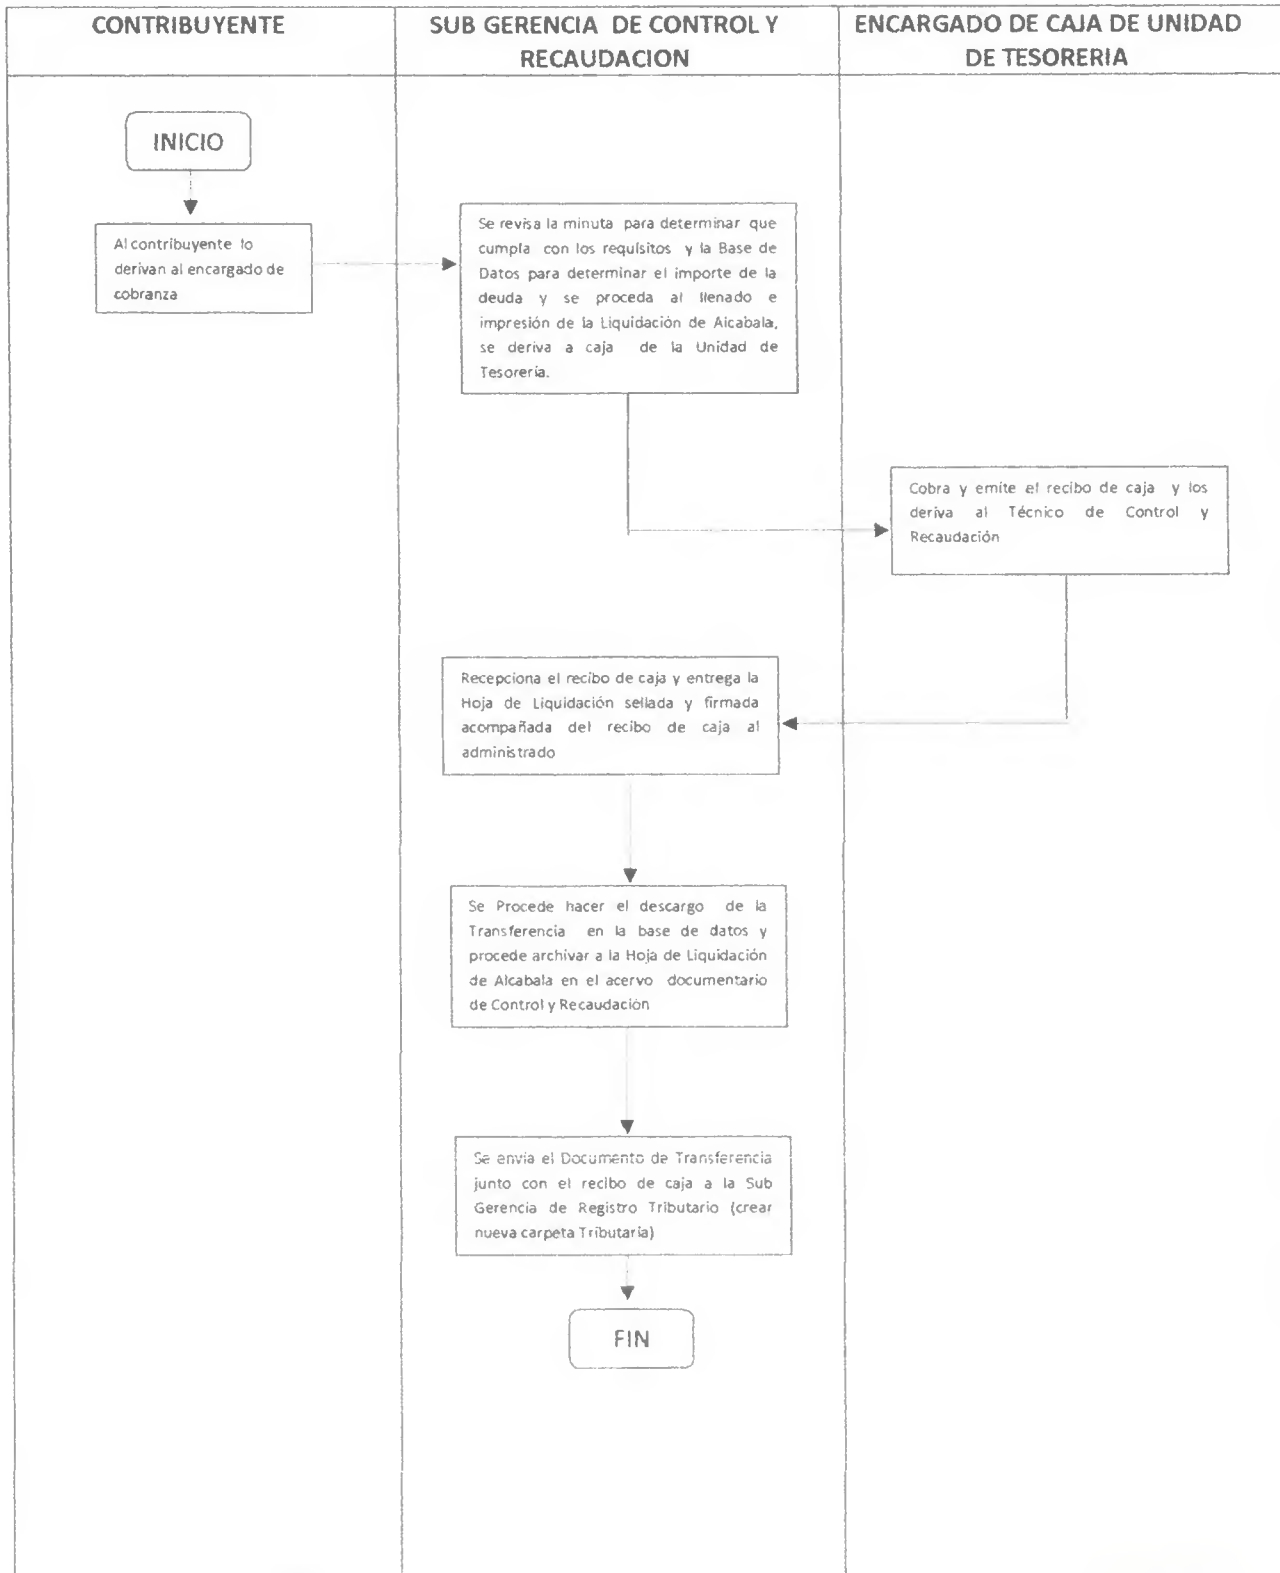 CONTRIBUYENTE
SUB GERENCIA DE CONTROL Y
RECAUDACION
ENCARGADO DE CAJA DE UNIDAD
DE TESORERIA
INICIO
Al contribuyente lo
derivan al encargado de
cobranza
Se revisa la minuta para determinar que
cumpla con los requisitos y la Base de
Datos para determinar el importe de la
deuda y se proceda al llenado e
impresión de la Liquidación de Alcabala,
se deriva a caja de la Unidad de
Tesorería.
Cobra y emite el recibo de caja y los
deriva al Técnico de Control y
Recaudación
Recepciona el recibo de caja y entrega la
Hoja de Liquidación sellada y firmada
acompañada del recibo de caja al
administrado
Se Procede hacer el descargo de la
Transferencia en la base de datos y
procede archivar a la Hoja de Liquidación
de Alcabala en el acervo documentario
de Control y Recaudación
Se envia el Documento de Transferencia
junto con el recibo de caja a la Sub
Gerencia de Registro Tributario (crear
nueva carpeta Tributaria)
FIN